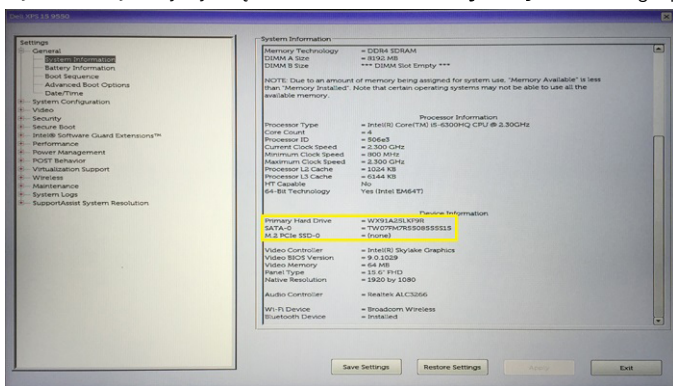 Dell XPS 15 9550
Settings
General
System Information
Battery Information
Boot Sequence
Advanced Boot Options
Date/Time
System Configuration
Video
Security
Secure Boot
Intel® Software Guard Extensions™
Performance
Power Management
POST Behavior
Virtualization Support
Wireless
Maintenance
System Logs
SupportAssist System Resolution
System Information
Memory Technology = DDR4 SDRAM
DIMM A Size = 8192 MB
DIMM B Size *** DIMM Slot Empty ***
NOTE: Due to an amount of memory being assigned for system use, "Memory Available" is less
than "Memory Installed". Note that certain operating systems may not be able to use all the
available memory.
Processor Information
Processor Type = Intel(R) Core(TM) i5-6300HQ CPU @ 2.30GHz
Core Count = 4
Processor ID = 506e3
Current Clock Speed = 2.300 GHz
Minimum Clock Speed = 800 MHz
Maximum Clock Speed = 2.300 GHz
Processor L2 Cache = 1024 KB
Processor L3 Cache = 6144 KB
HT Capable No
64-Bit Technology Yes (Intel EM64T)
Device Information
Primary Hard Drive
SATA-0
M.2 PCIe SSD-0 = (none)
Video Controller = Intel(R) Skylake Graphics
Video BIOS Version = 9.0.1029
Video Memory = 64 MB
Panel Type = 15.6" FHD
Native Resolution = 1920 by 1080
Audio Controller = Realtek ALC3266
Wi-Fi Device = Broadcom Wireless
Bluetooth Device = Installed
Save Settings Restore Settings Apply Exit